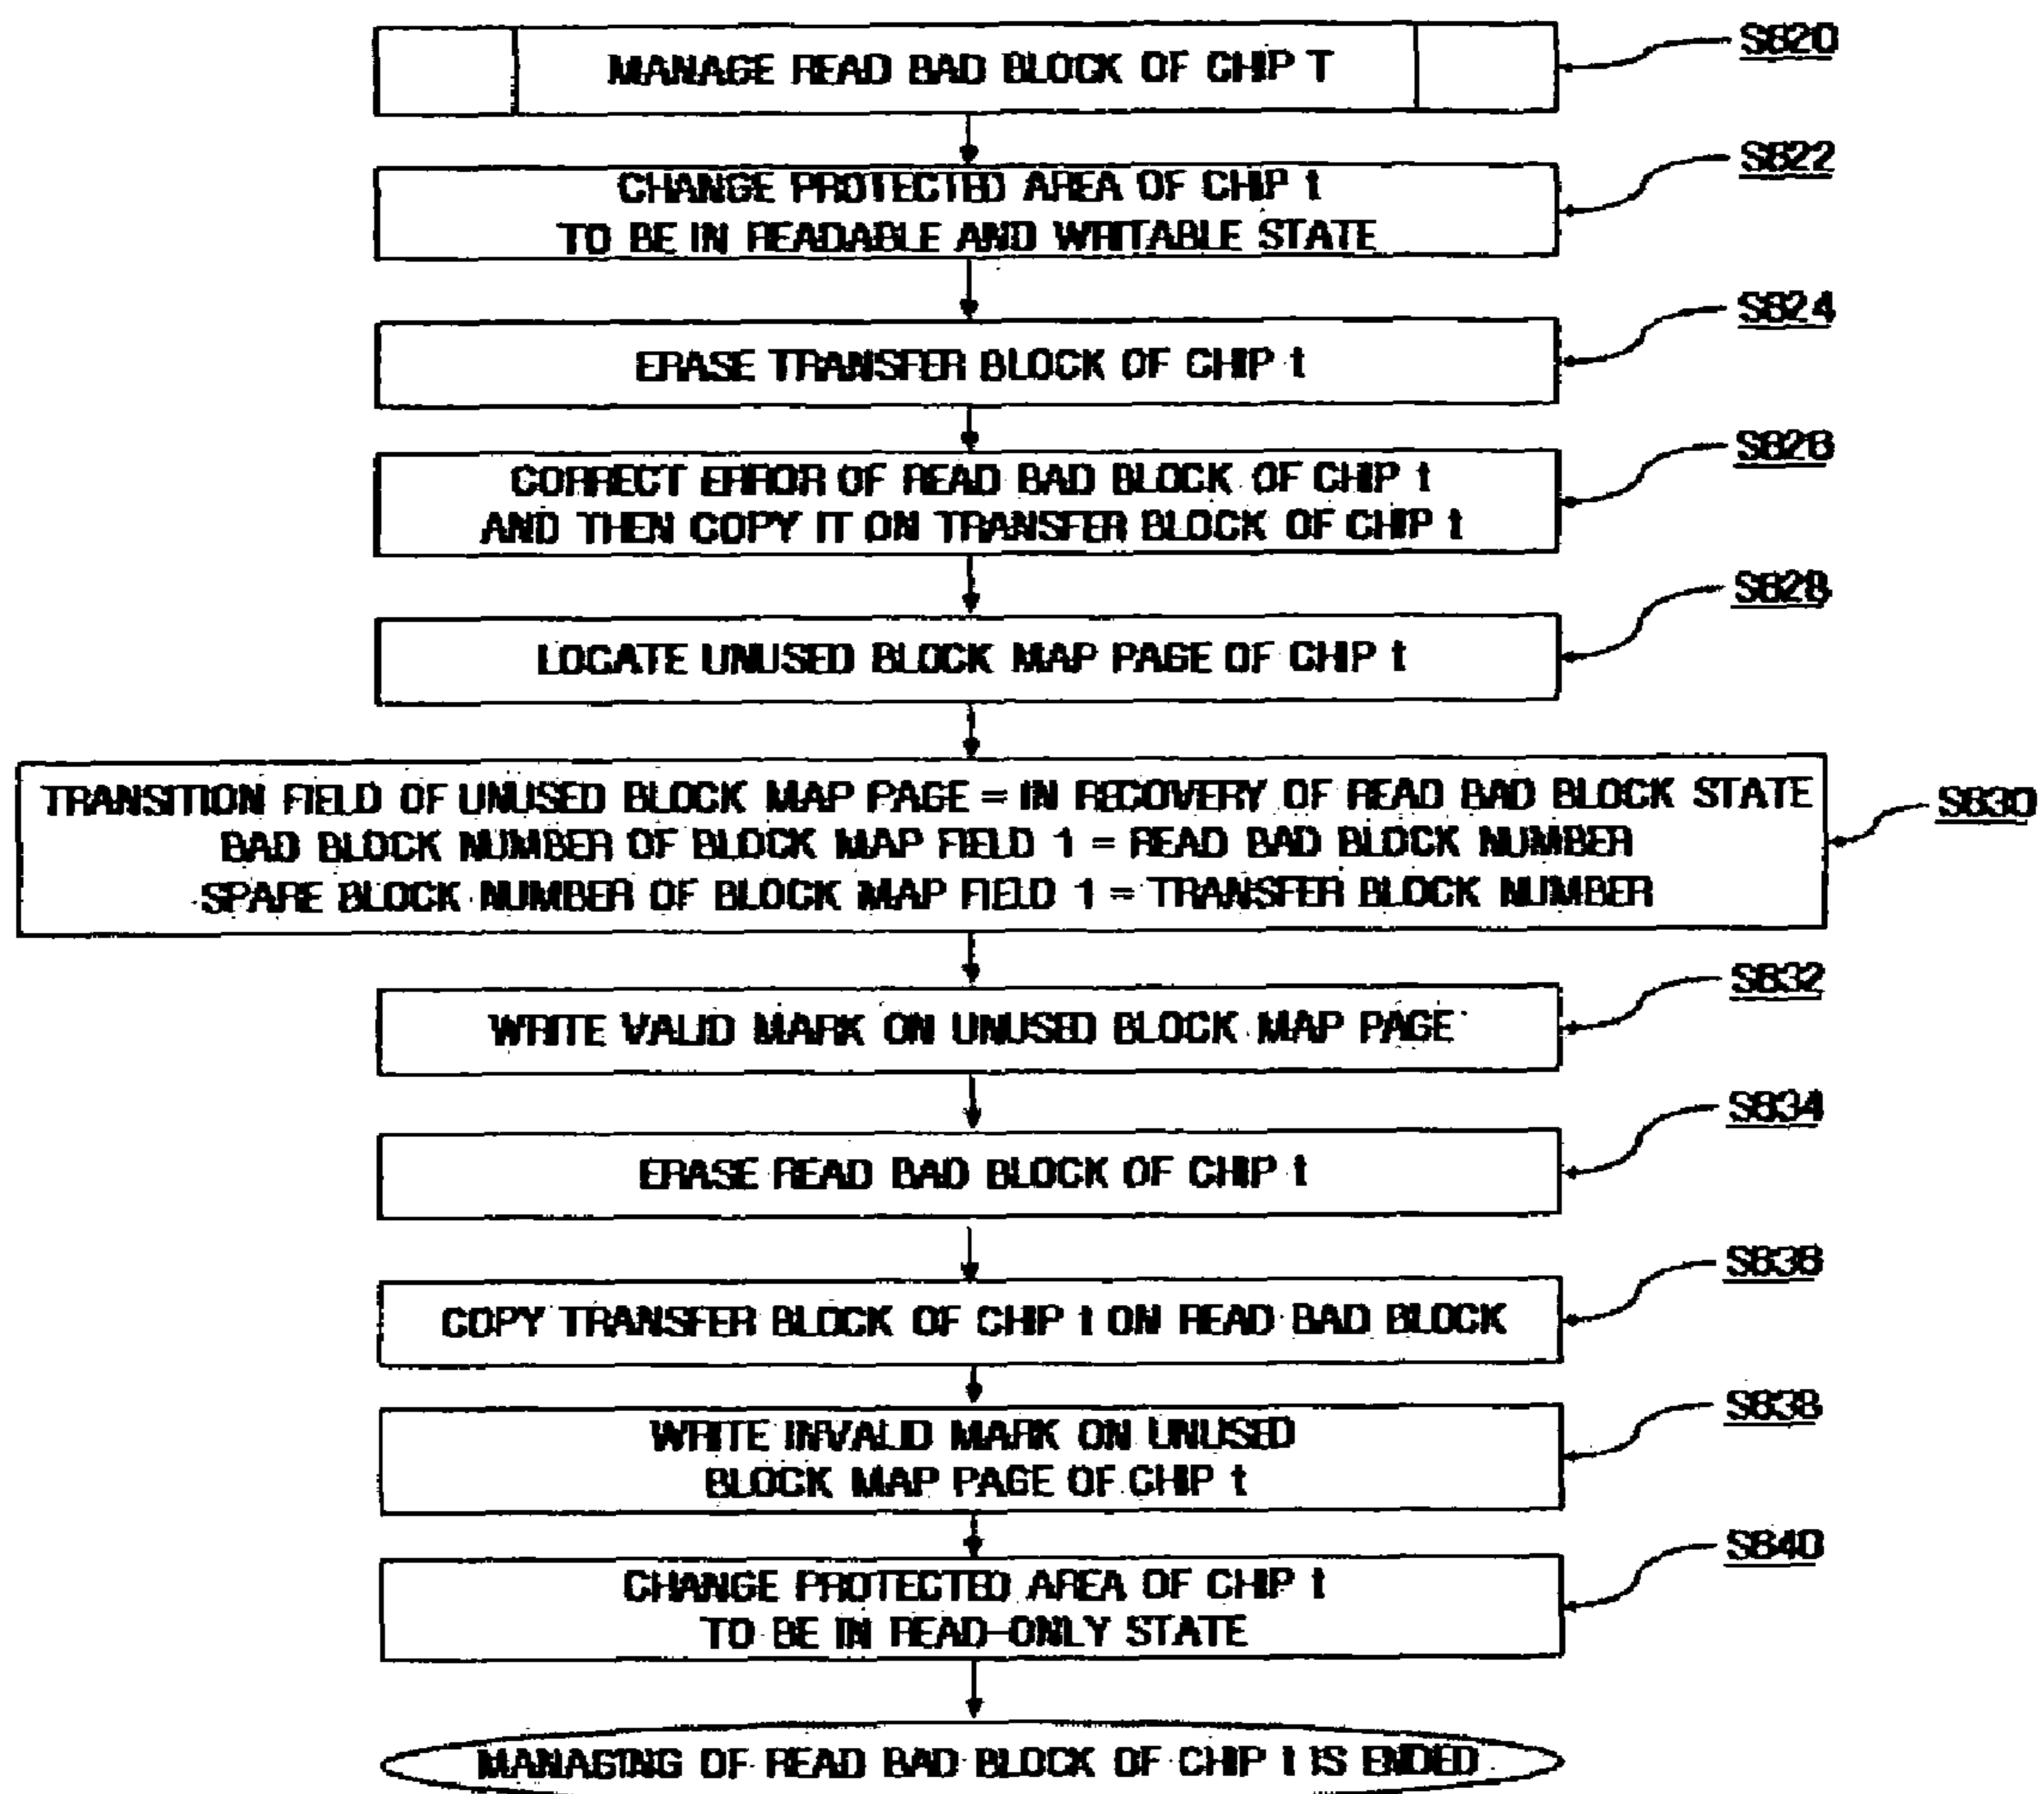 MANAGE READ BAD BLOCK OF CHIP T
S820
CHANGE PROTECTED AREA OF CHIP t
TO BE IN READABLE AND WRITABLE STATE
S822
ERASE TRANSFER BLOCK OF CHIP t
S824
CORRECT ERROR OF READ BAD BLOCK OF CHIP t
AND THEN COPY IT ON TRANSFER BLOCK OF CHIP t
S826
LOCATE UNUSED BLOCK MAP PAGE OF CHIP t
S828
TRANSITION FIELD OF UNUSED BLOCK MAP PAGE = IN RECOVERY OF READ BAD BLOCK STATE
BAD BLOCK NUMBER OF BLOCK MAP FIELD 1 = READ BAD BLOCK NUMBER
SPARE BLOCK NUMBER OF BLOCK MAP FIELD 1 = TRANSFER BLOCK NUMBER
S830
WRITE VALID MARK ON UNUSED BLOCK MAP PAGE
S832
ERASE READ BAD BLOCK OF CHIP t
S834
COPY TRANSFER BLOCK OF CHIP t ON READ BAD BLOCK
S836
WRITE INVALID MARK ON UNUSED
BLOCK MAP PAGE OF CHIP t
S838
CHANGE PROTECTED AREA OF CHIP t
TO BE IN READ-ONLY STATE
S840
MANAGING OF READ BAD BLOCK OF CHIP t IS ENDED